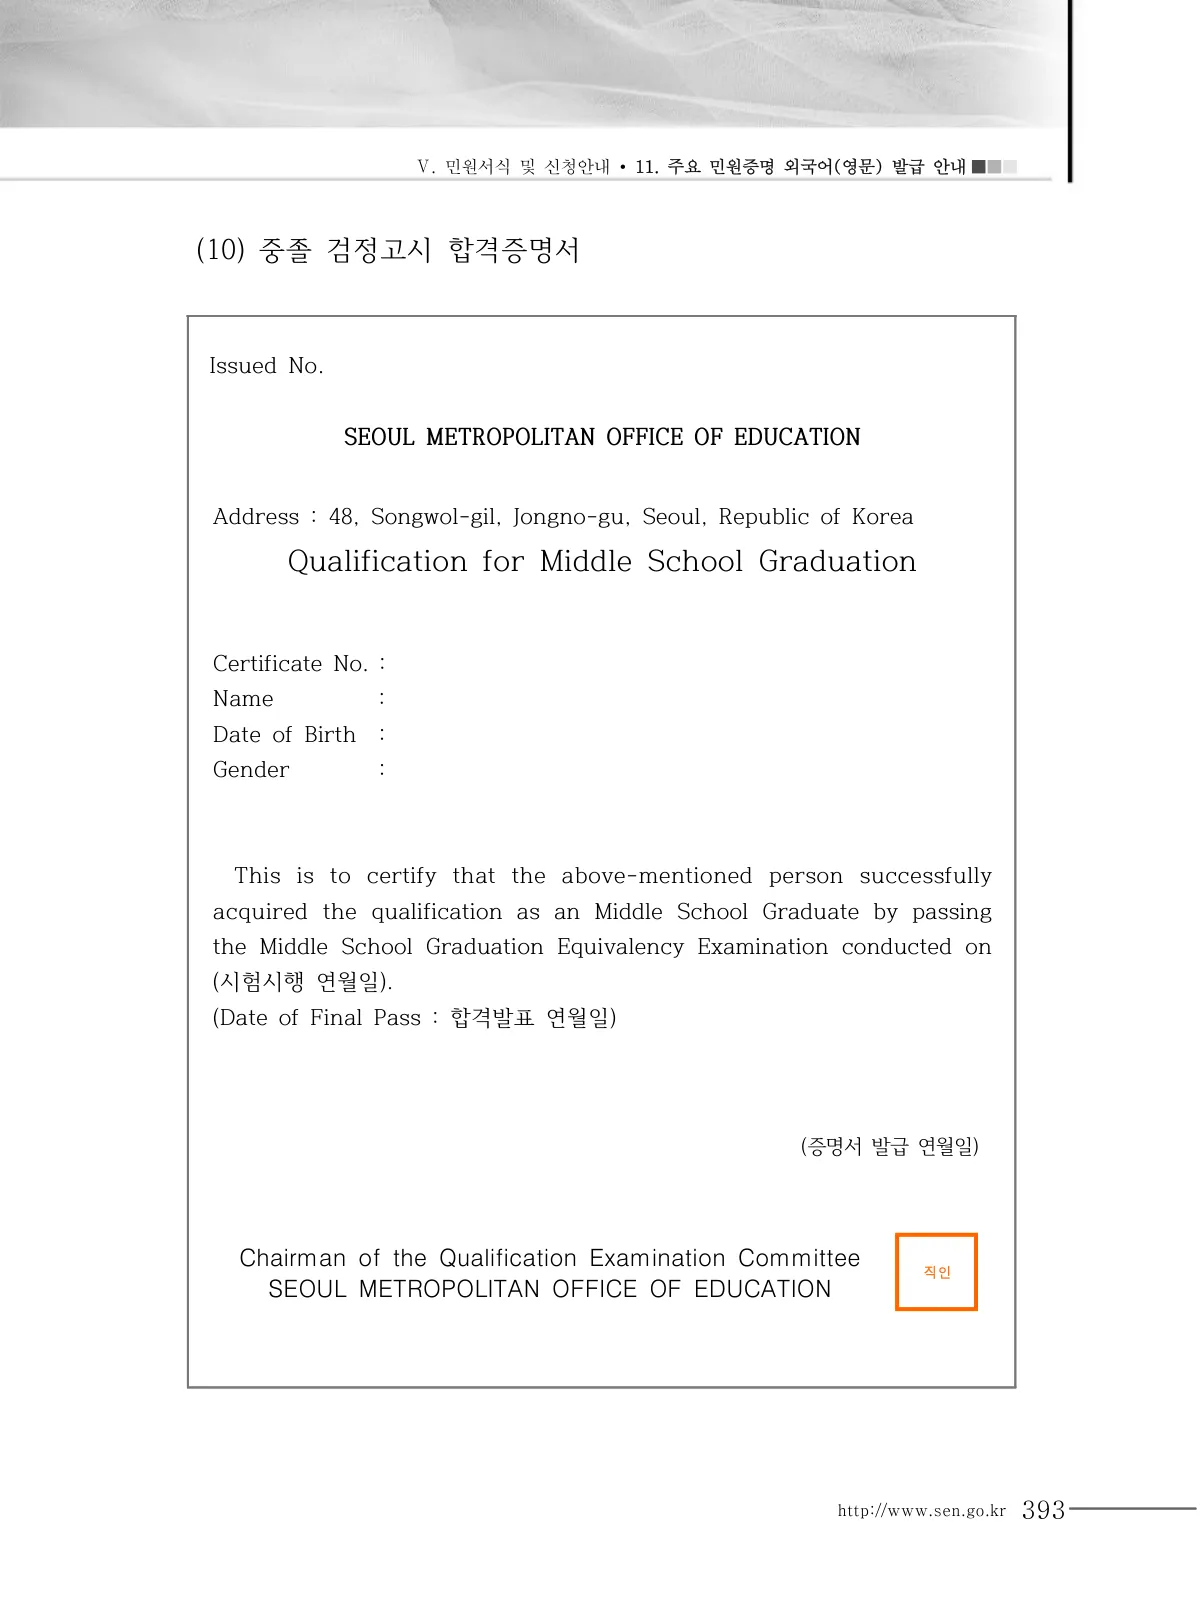 V. 민원서식 및 신청안내 • 11. 주요 민원증명 외국어(영문) 발급 안내
(10) 중졸 검정고시 합격증명서
Issued No.
SEOUL METROPOLITAN OFFICE OF EDUCATION
Address : 48, Songwol-gil, Jongno-gu, Seoul, Republic of Korea
Qualification for Middle School Graduation
Certificate No. :
Name :
Date of Birth :
Gender :
This is to certify that the above-mentioned person successfully
acquired the qualification as an Middle School Graduate by passing
the Middle School Graduation Equivalency Examination conducted on
(시험시행 연월일).
(Date of Final Pass : 합격발표 연월일)
(증명서 발급 연월일)
Chairman of the Qualification Examination Committee
SEOUL METROPOLITAN OFFICE OF EDUCATION
직인
http://www.sen.go.kr 393